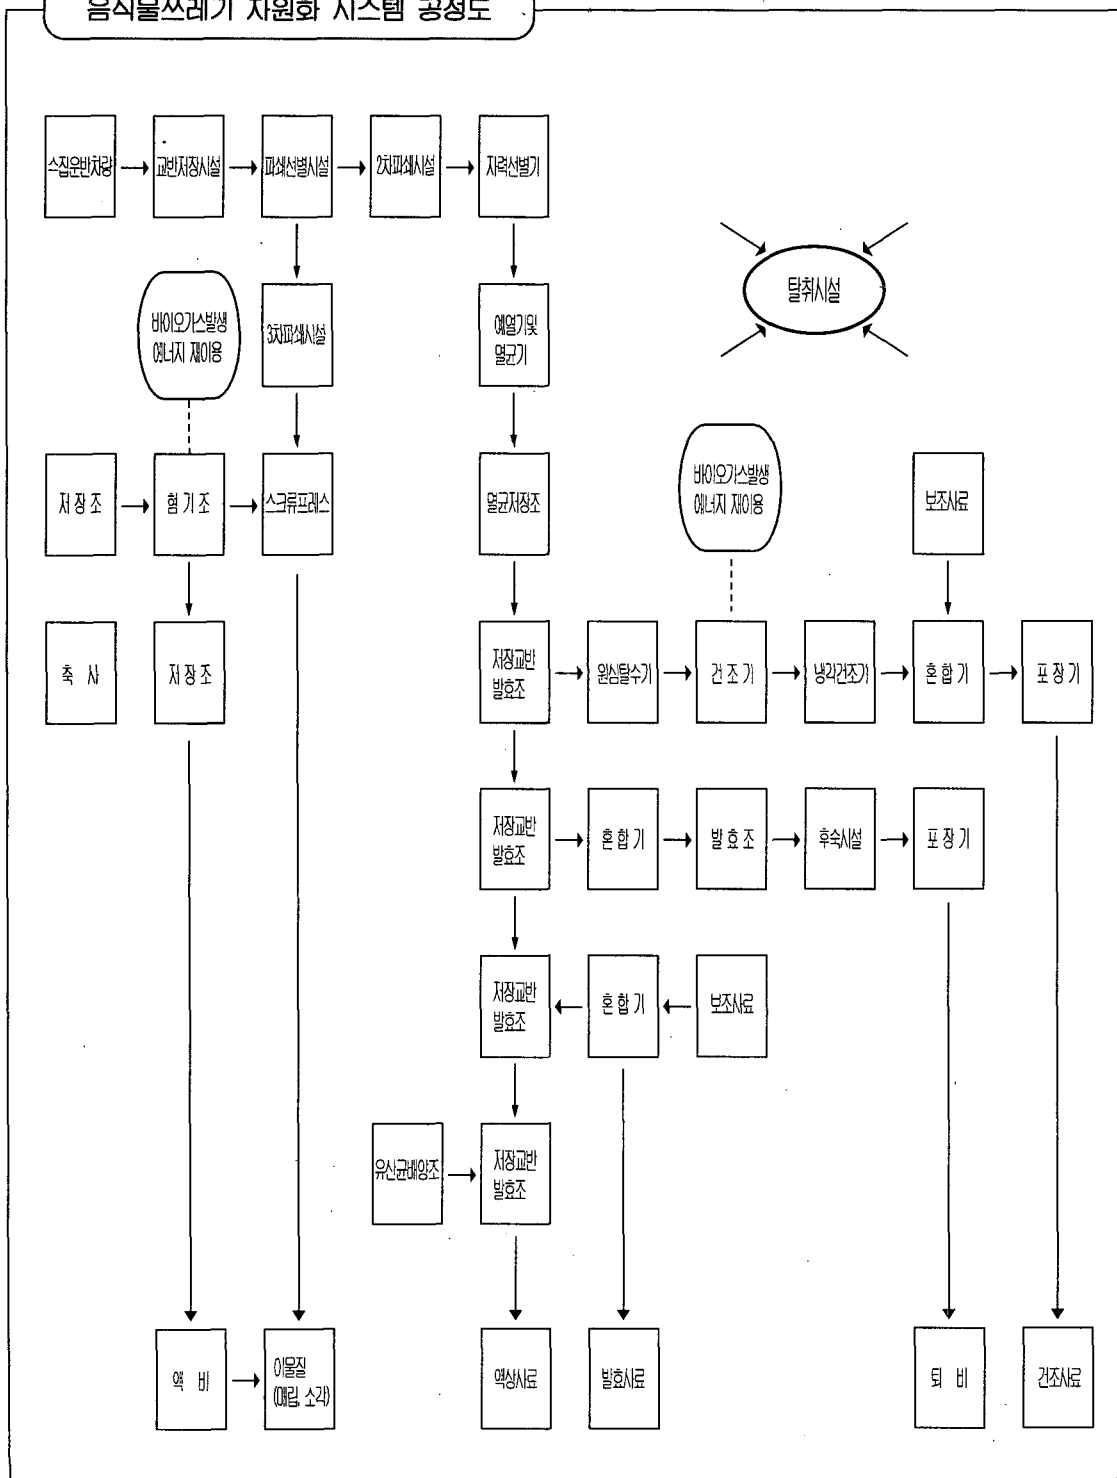 음식물쓰레기 자원화 시스템 공정도
스집운반차량
교반저장시설
파쇄선별시설
2차파쇄시설
자력선별기
탈취시설
바이오가스발생
에너지 재이용
3차파쇄시설
예열기및
멸균기
저 장 조
혐 기 조
스크류프레스
멸균저장조
바이오가스발생
에너지 재이용
보조사료
축 사
저 장 조
저장교반
발효조
원심탈수기
건 조 기
냉각건조기
혼 합 기
포 장 기
저장교반
발효조
혼 합 기
발 효 조
후숙시설
포 장 기
저장교반
발효조
혼 합 기
보조사료
유산균배양조
저장교반
발효조
액 비
이물질
(매립, 소각)
액상사료
발효사료
퇴 비
건조사료